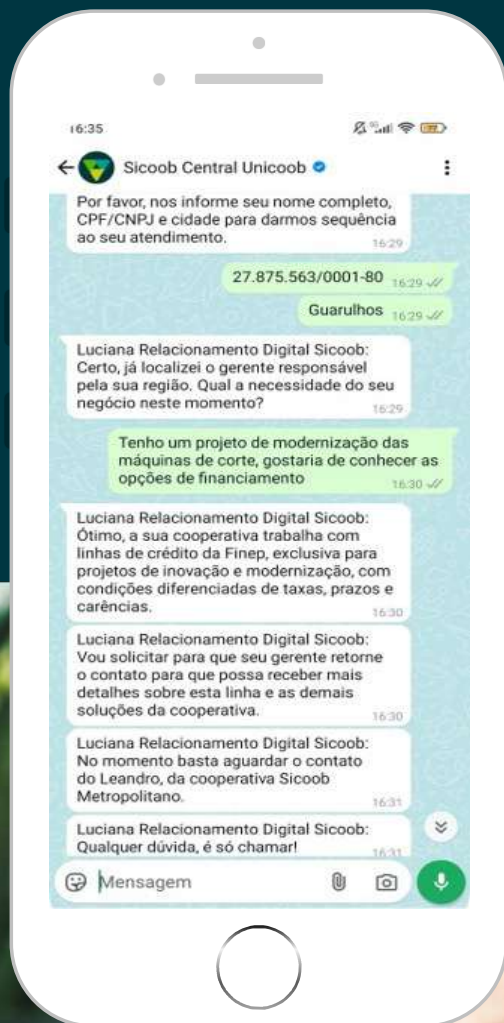 16:35
Sicoob Central Unicoob
Por favor, nos informe seu nome completo,
CPF/CNPJ e cidade para darmos sequência
ao seu atendimento.
16:29
27.875.563/0001-80 16:29
Guarulhos 16:29
Luciana Relacionamento Digital Sicoob:
Certo, já localizei o gerente responsável
pela sua região. Qual a necessidade do seu
negócio neste momento?
16:29
Tenho um projeto de modernização das
máquinas de corte, gostaria de conhecer as
opções de financiamento
16:30
Luciana Relacionamento Digital Sicoob:
Ótimo, a sua cooperativa trabalha com
linhas de crédito da Finep, exclusiva para
projetos de inovação e modernização, com
condições diferenciadas de taxas, prazos e
carências.
16:30
Luciana Relacionamento Digital Sicoob:
Vou solicitar para que seu gerente retorne
o contato para que possa receber mais
detalhes sobre esta linha e as demais
soluções da cooperativa.
16:30
Luciana Relacionamento Digital Sicoob:
No momento basta aguardar o contato
do Leandro, da cooperativa Sicoob
Metropolitano.
16:31
Luciana Relacionamento Digital Sicoob:
Qualquer dúvida, é só chamar!
16:31
Mensagem